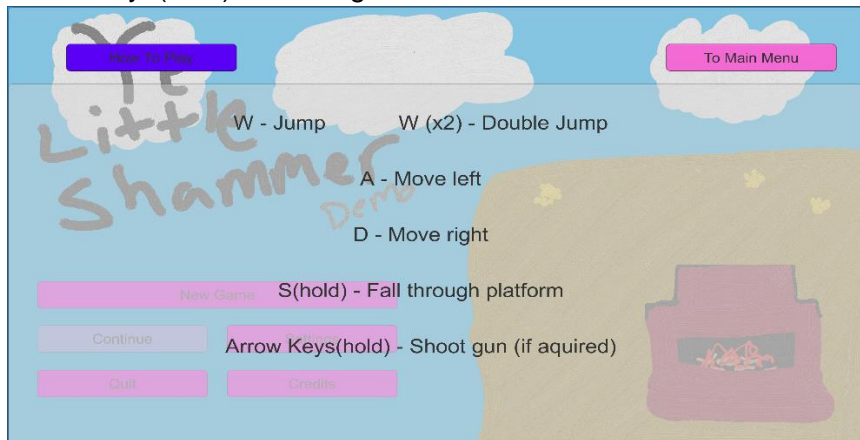 How To Play
To Main Menu
Ye
Little
Shammer
Demo
W - Jump W (x2) - Double Jump
A - Move left
D - Move right
New Game
S(hold) - Fall through platform
Continue
Arrow Keys(hold) - Shoot gun (if aquired)
Quit
Credits